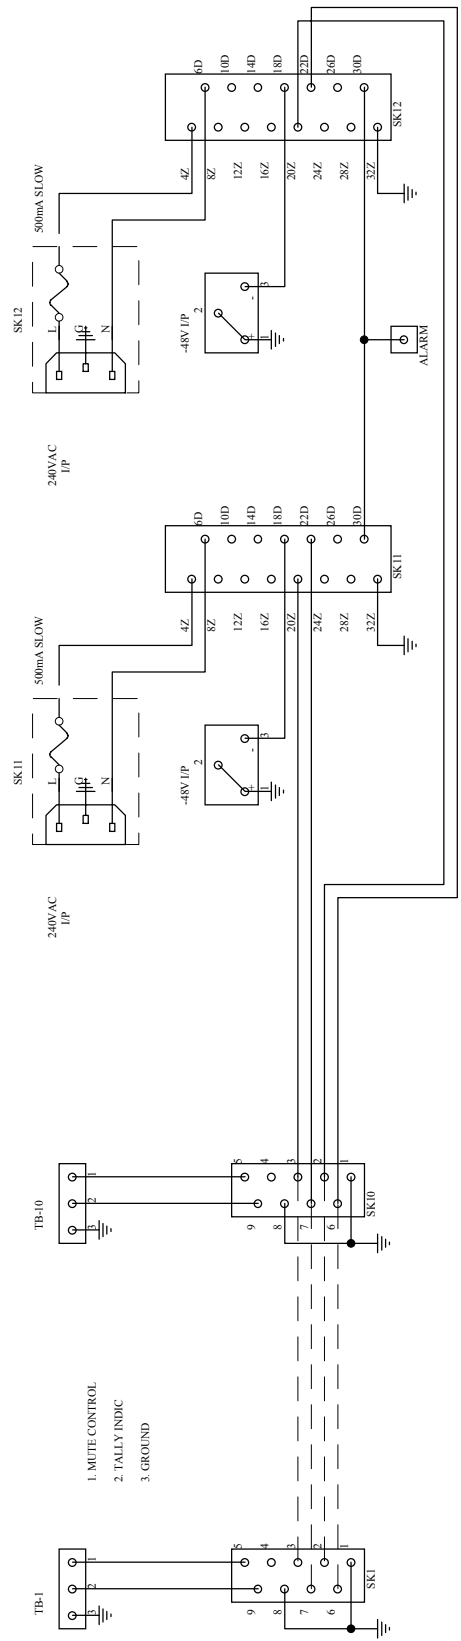 500mA SLOW
SK12
L
G
N
240VAC
I/P
-48V I/P
2
+
-
1
3
4Z
8Z
12Z
16Z
20Z
24Z
28Z
32Z
6D
10D
14D
18D
22D
26D
30D
SK12
ALARM
500mA SLOW
SK11
L
G
N
240VAC
I/P
-48V I/P
2
+
-
1
3
4Z
8Z
12Z
16Z
20Z
24Z
28Z
32Z
6D
10D
14D
18D
22D
26D
30D
SK11
TB-10
3
2
1
9
8
7
6
5
4
3
2
1
SK10
1. MUTE CONTROL
2. TALLY INDIC
3. GROUND
TB-1
3
2
1
9
8
7
6
5
4
3
2
1
SK1